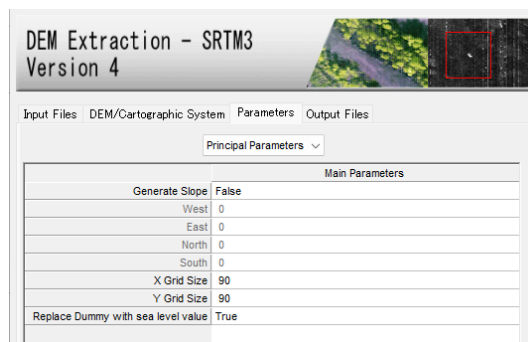 DEM Extraction - SRTM3
Version 4
Input Files DEM/Cartographic System Parameters Output Files
Principal Parameters
Main Parameters
Generate Slope False
West 0
East 0
North 0
South 0
X Grid Size 90
Y Grid Size 90
Replace Dummy with sea level value True